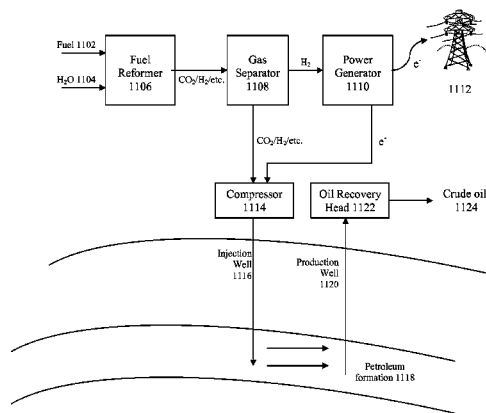 Fuel 1102
H₂O 1104
Fuel
Reformer
1106
CO₂/H₂/etc.
Gas
Separator
1108
H₂
Power
Generator
1110
e⁻
1112
CO₂/H₂/etc.
e⁻
Compressor
1114
Oil Recovery
Head 1122
Crude oil
1124
Injection
Well
1116
Production
Well
1120
Petroleum
formation 1118